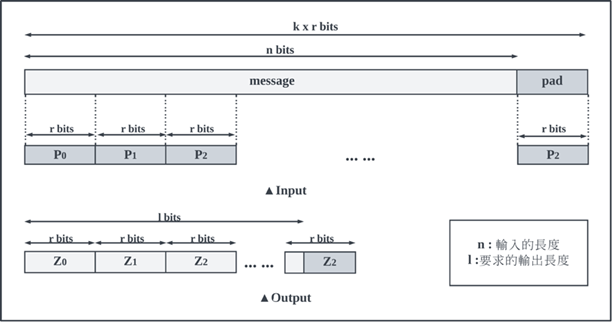 k x r bits
n bits
message pad
r bits r bits r bits r bits
P0 P1 P2 ... ... P2
▲Input
l bits
r bits r bits r bits r bits
Z0 Z1 Z2 ... ... Z2
▲Output
n : 輸入的長度
l :要求的輸出長度